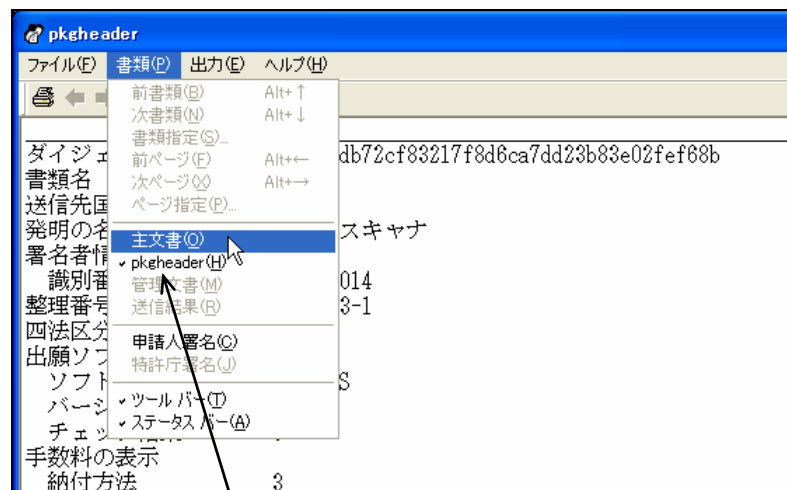 pkgheader
ファイル(F) 書類(P) 出力(E) ヘルプ(H)
前書類(B) Alt+↑
次書類(N) Alt+↓
書類指定(S)...
前ページ(F) Alt+←
次ページ(X) Alt+→
ページ指定(P)...
主文書(O)
pkgheader(H)
管理文書(M)
送信結果(R)
申請人署名(C)
特許庁署名(J)
ツール バー(T)
ステータス バー(A)
ダイジェ db72cf83217f8d6ca7dd23b83e02fef68b
書類名
送信先国
発明の名 スキャナ
署名者情
識別番 014
整理番号 3-1
四法区分
出願ソフ
ソフト S
バージ
チェッ
手数料の表示
納付方法 3